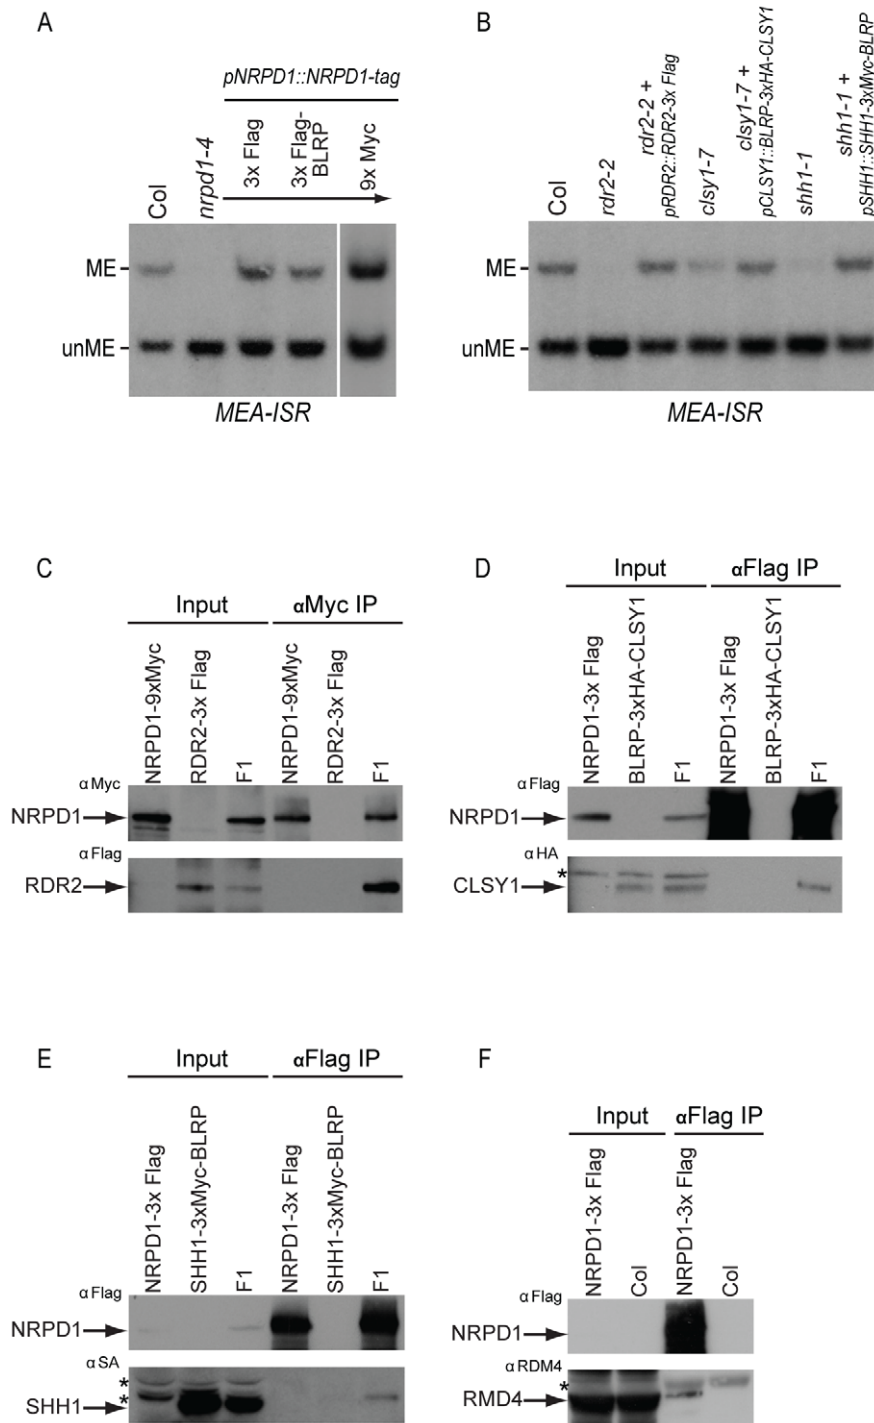 A
pNRPD1::NRPD1-tag
Col
nrpd1-4
3x Flag
3x Flag-
BLRP
9x Myc
ME
unME
MEA-ISR
B
Col
rdr2-2
rdr2-2 +
pRDR2::RDR2-3x Flag
clsy1-7
clsy1-7 +
pCLSY1::BLRP-3xHA-CLSY1
shh1-1
shh1-1 +
pSHH1::SHH1-3xMyc-BLRP
ME
unME
MEA-ISR
C
Input
αMyc IP
NRPD1-9xMyc
RDR2-3x Flag
F1
NRPD1-9xMyc
RDR2-3x Flag
F1
α Myc
NRPD1
α Flag
RDR2
D
Input
αFlag IP
NRPD1-3x Flag
BLRP-3xHA-CLSY1
F1
NRPD1-3x Flag
BLRP-3xHA-CLSY1
F1
α Flag
NRPD1
α HA
*
CLSY1
E
Input
αFlag IP
NRPD1-3x Flag
SHH1-3xMyc-BLRP
F1
NRPD1-3x Flag
SHH1-3xMyc-BLRP
F1
α Flag
NRPD1
α SA
*
*
SHH1
F
Input
αFlag IP
NRPD1-3x Flag
Col
NRPD1-3x Flag
Col
α Flag
NRPD1
α RDM4
*
RMD4